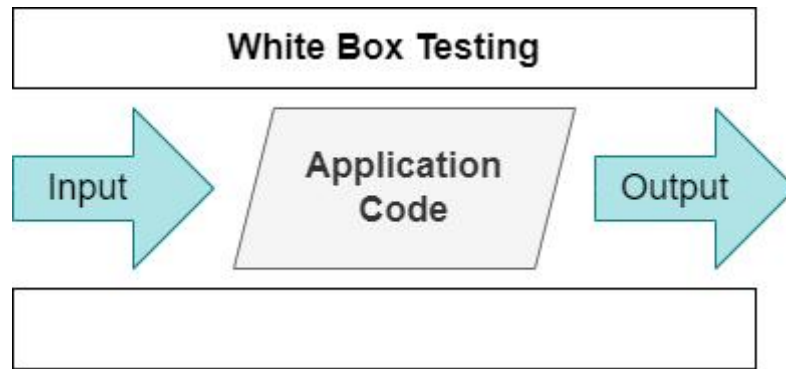 White Box Testing
Input
Application
Code
Output